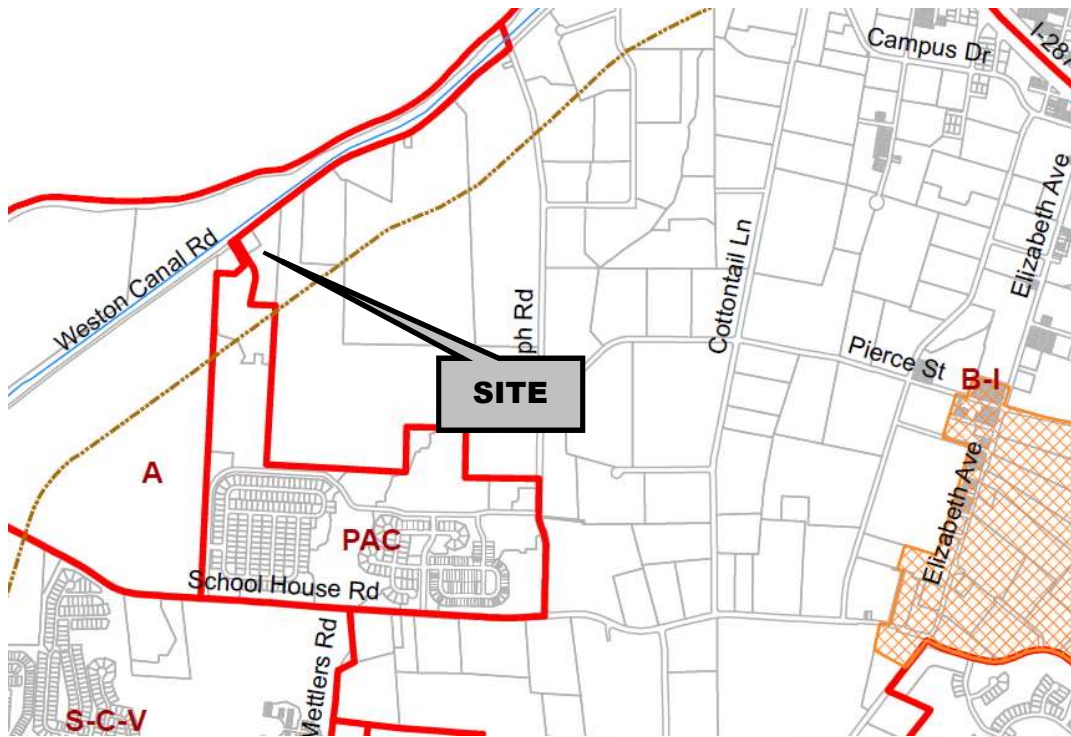 Campus Dr
I-287
Weston Canal Rd
Cottontail Ln
Elizabeth Ave
ph Rd
Pierce St
SITE
B-I
A
PAC
Elizabeth Ave
School House Rd
Mettlers Rd
S-C-V